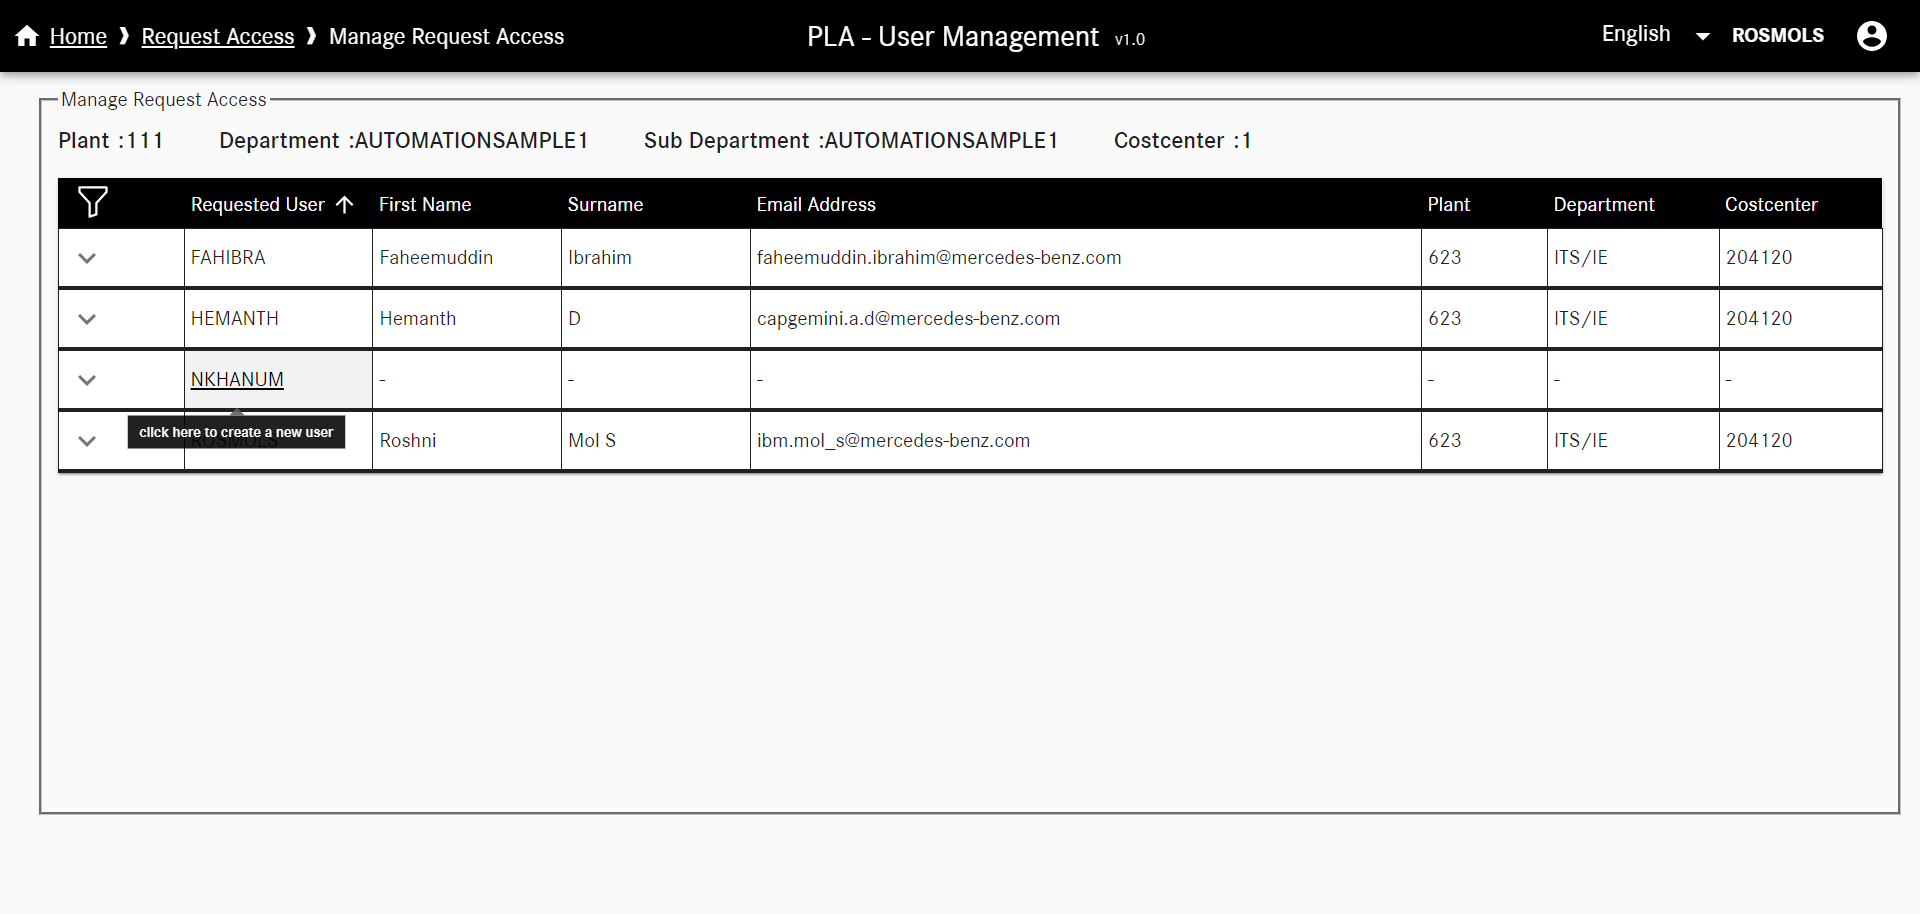 Home ❱ Request Access ❱ Manage Request Access PLA - User Management v1.0 English ROSMOLS
Manage Request Access
Plant :111 Department :AUTOMATIONSAMPLE1 Sub Department :AUTOMATIONSAMPLE1 Costcenter :1
Requested User First Name Surname Email Address Plant Department Costcenter
FAHIBRA Faheemuddin Ibrahim faheemuddin.ibrahim@mercedes-benz.com 623 ITS/IE 204120
HEMANTH Hemanth D capgemini.a.d@mercedes-benz.com 623 ITS/IE 204120
NKHANUM - - - - - -
click here to create a new user
ROSMOLS Roshni Mol S ibm.mol_s@mercedes-benz.com 623 ITS/IE 204120